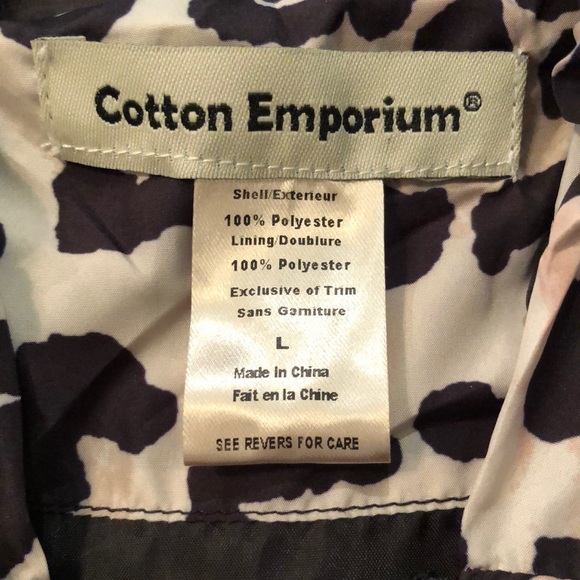 Cotton Emporium®
Shell/Exterieur
100% Polyester
Lining/Doublure
100% Polyester
Exclusive of Trim
Sans Garniture
L
Made in China
Fait en la Chine
SEE REVERS FOR CARE